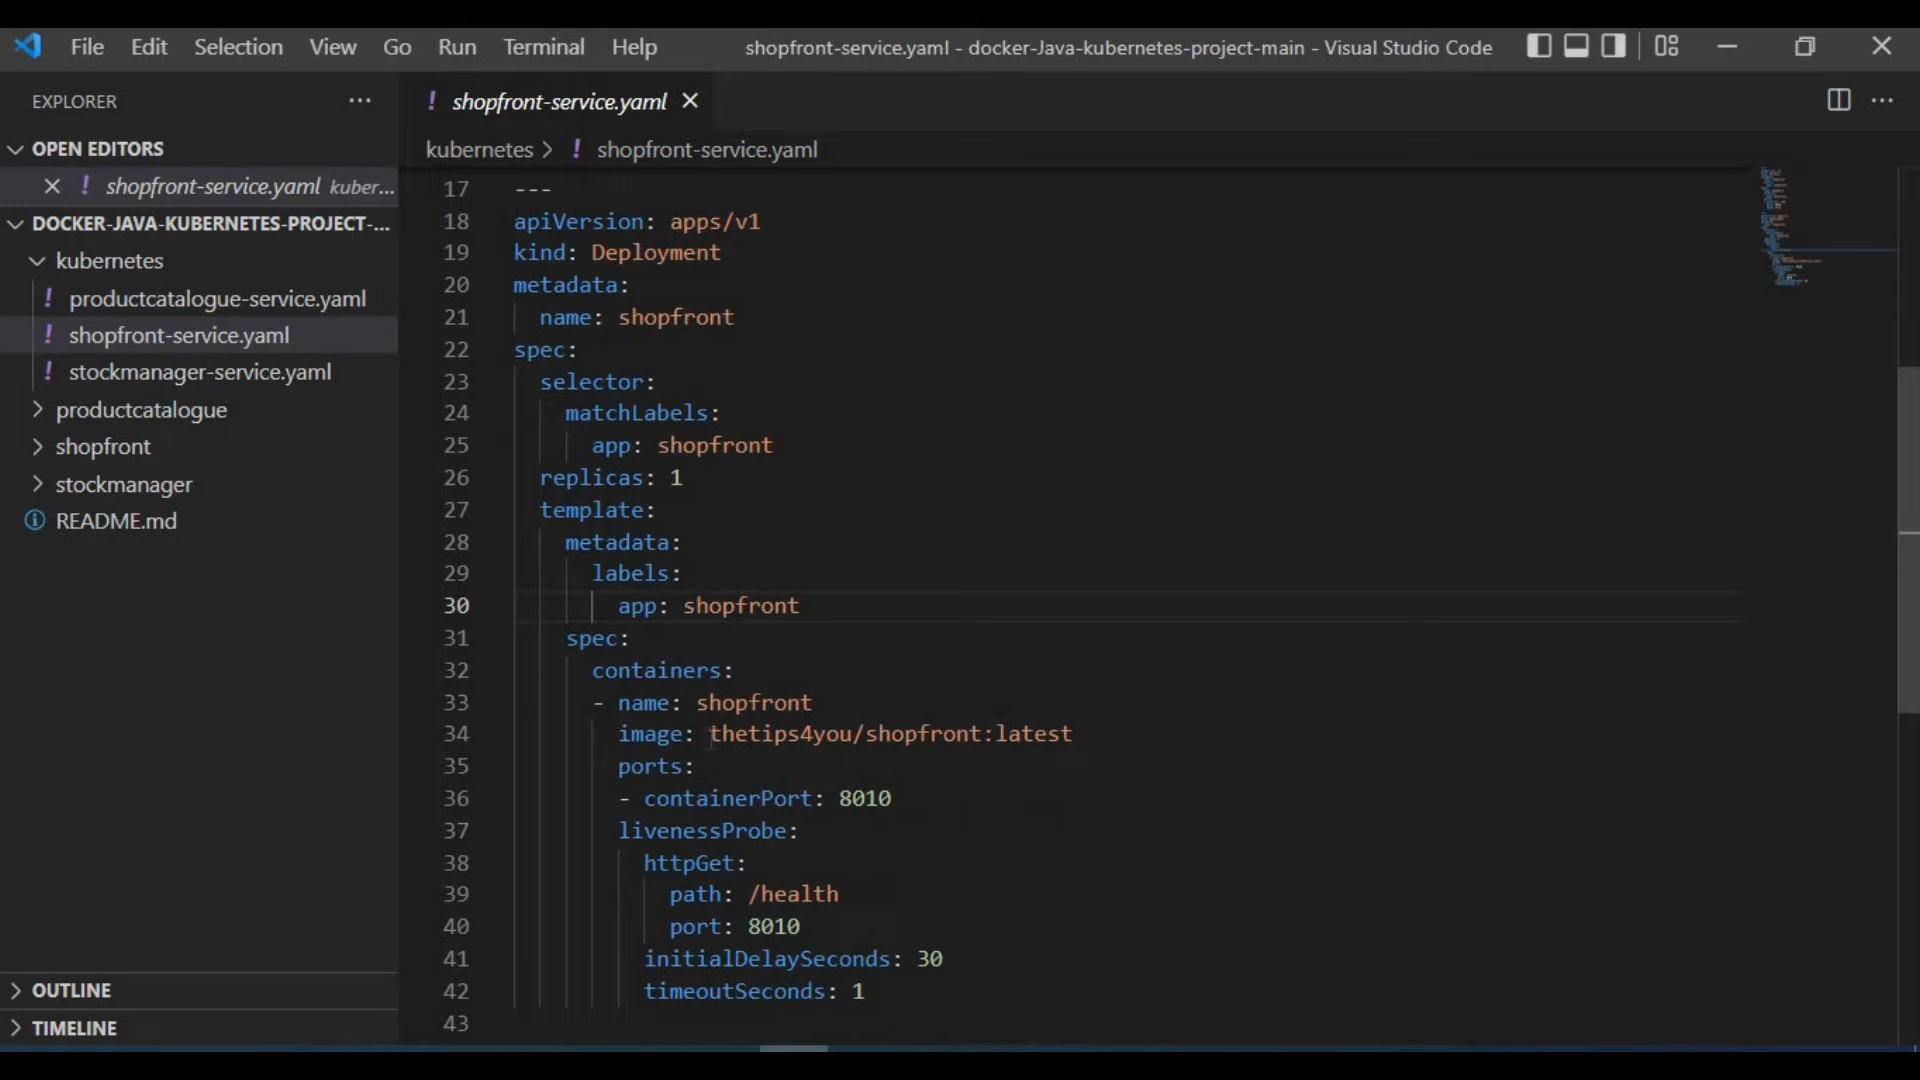 File Edit Selection View Go Run Terminal Help shopfront-service.yaml - docker-Java-kubernetes-project-main - Visual Studio Code
EXPLORER
shopfront-service.yaml
OPEN EDITORS
kubernetes > shopfront-service.yaml
shopfront-service.yaml kuber...
DOCKER-JAVA-KUBERNETES-PROJECT-...
kubernetes
productcatalogue-service.yaml
shopfront-service.yaml
stockmanager-service.yaml
productcatalogue
shopfront
stockmanager
README.md
OUTLINE
TIMELINE
17 ---
18 apiVersion: apps/v1
19 kind: Deployment
20 metadata:
21 name: shopfront
22 spec:
23 selector:
24 matchLabels:
25 app: shopfront
26 replicas: 1
27 template:
28 metadata:
29 labels:
30 app: shopfront
31 spec:
32 containers:
33 - name: shopfront
34 image: thetips4you/shopfront:latest
35 ports:
36 - containerPort: 8010
37 livenessProbe:
38 httpGet:
39 path: /health
40 port: 8010
41 initialDelaySeconds: 30
42 timeoutSeconds: 1
43